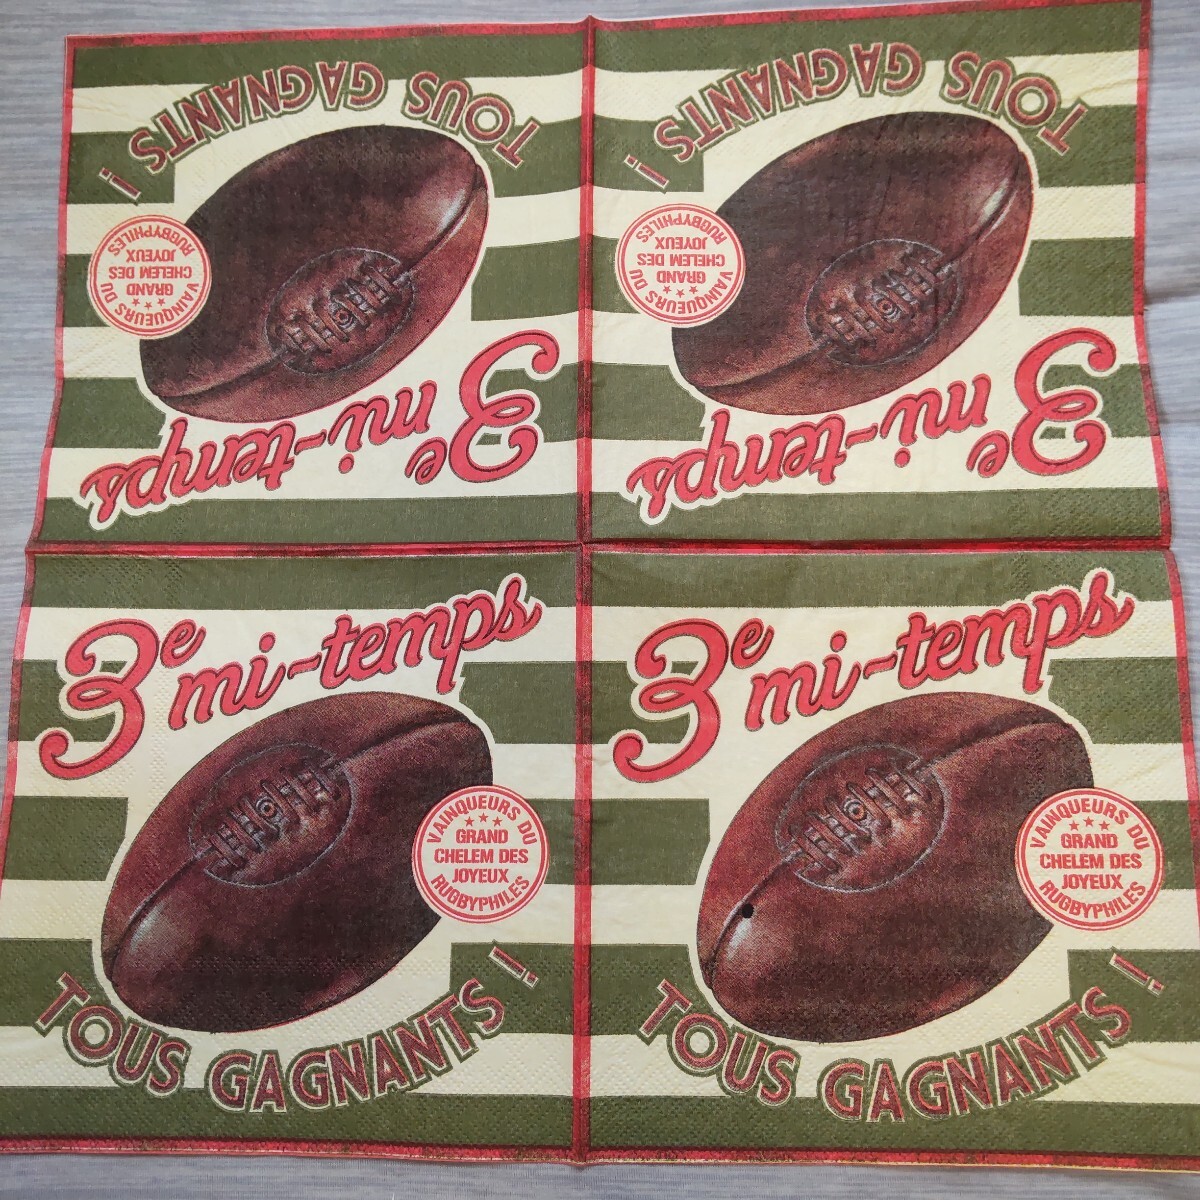 TOUS GAGNANTS !
VAINQUEURS DU
★★★
GRAND
CHELEM DES
JOYEUX
RUGBYPHILES
3e mi-temps
TOUS GAGNANTS !
VAINQUEURS DU
★★★
GRAND
CHELEM DES
JOYEUX
RUGBYPHILES
3e mi-temps
3e mi-temps
VAINQUEURS DU
★★★
GRAND
CHELEM DES
JOYEUX
RUGBYPHILES
TOUS GAGNANTS !
3e mi-temps
VAINQUEURS DU
★★★
GRAND
CHELEM DES
JOYEUX
RUGBYPHILES
TOUS GAGNANTS !